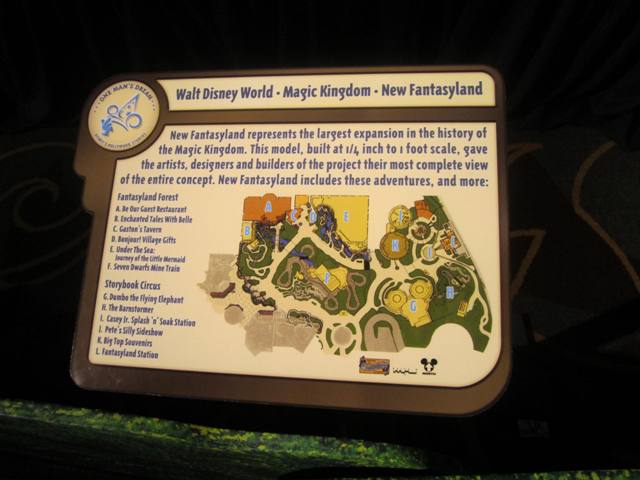 ONE MAN'S DREAM
Walt Disney World • Magic Kingdom • New Fantasyland
New Fantasyland represents the largest expansion in the history of
the Magic Kingdom. This model, built at 1/4 inch to 1 foot scale, gave
the artists, designers and builders of the project their most complete view
of the entire concept. New Fantasyland includes these adventures, and more:
Fantasyland Forest
A. Be Our Guest Restaurant
B. Enchanted Tales With Belle
C. Gaston's Tavern
D. Bonjour! Village Gifts
E. Under The Sea:
Journey of the Little Mermaid
F. Seven Dwarfs Mine Train
Storybook Circus
G. Dumbo the Flying Elephant
H. The Barnstormer
I. Casey Jr. Splash 'n' Soak Station
J. Pete's Silly Sideshow
K. Big Top Souvenirs
L. Fantasyland Station
A
B
C
D
E
F
K
I
L
G
H